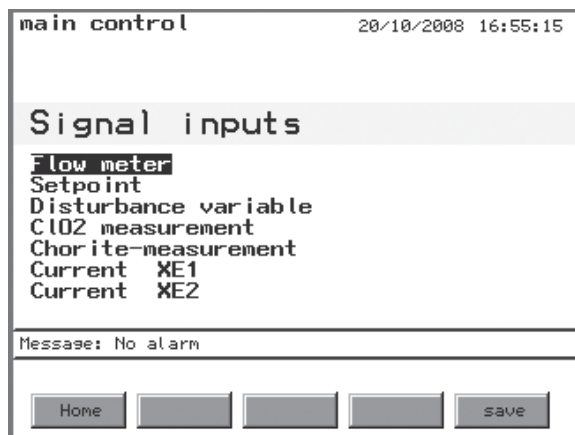 main control 20/10/2008 16:55:15
Signal inputs
Flow meter
Setpoint
Disturbance variable
ClO2 measurement
Chorite-measurement
Current XE1
Current XE2
Message: No alarm
Home save